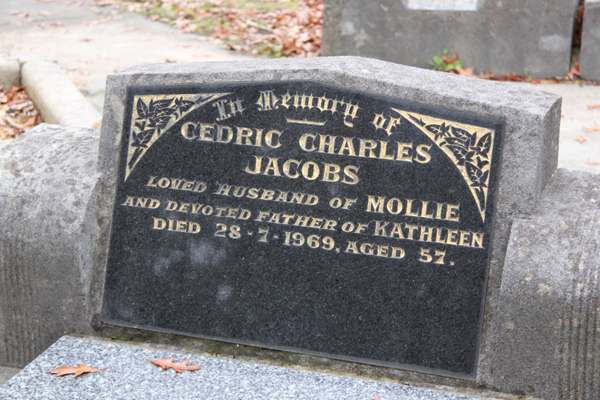 In Memory of
CEDRIC CHARLES
JACOBS
LOVED HUSBAND OF MOLLIE
AND DEVOTED FATHER OF KATHLEEN
DIED 28-7-1969, AGED 57.